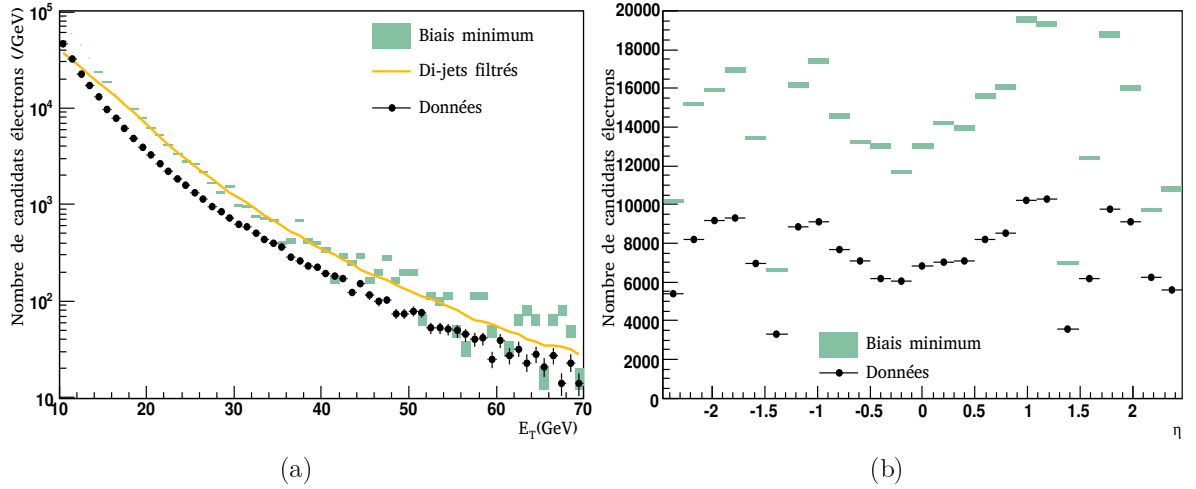 Nombre de candidats électrons (/GeV)
10^5
10^4
10^3
10^2
10
Biais minimum
Di-jets filtrés
Données
10 20 30 40 50 60 70
E_T(GeV)
(a)
Nombre de candidats électrons
20000
18000
16000
14000
12000
10000
8000
6000
4000
2000
0
Biais minimum
Données
-2 -1.5 -1 -0.5 0 0.5 1 1.5 2
η
(b)